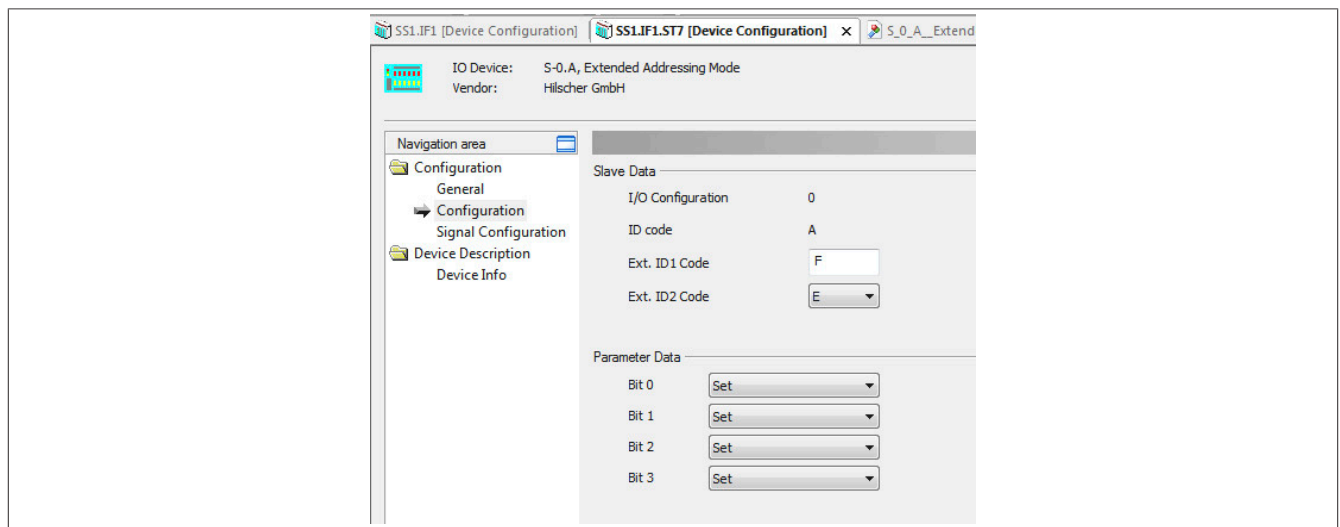 SS1.IF1 [Device Configuration] SS1.IF1.ST7 [Device Configuration] x S_0_A__Extend
IO Device: S-0.A, Extended Addressing Mode
Vendor: Hilscher GmbH
Navigation area
Configuration
General
Configuration
Signal Configuration
Device Description
Device Info
Slave Data
I/O Configuration 0
ID code A
Ext. ID1 Code F
Ext. ID2 Code E
Parameter Data
Bit 0 Set
Bit 1 Set
Bit 2 Set
Bit 3 Set